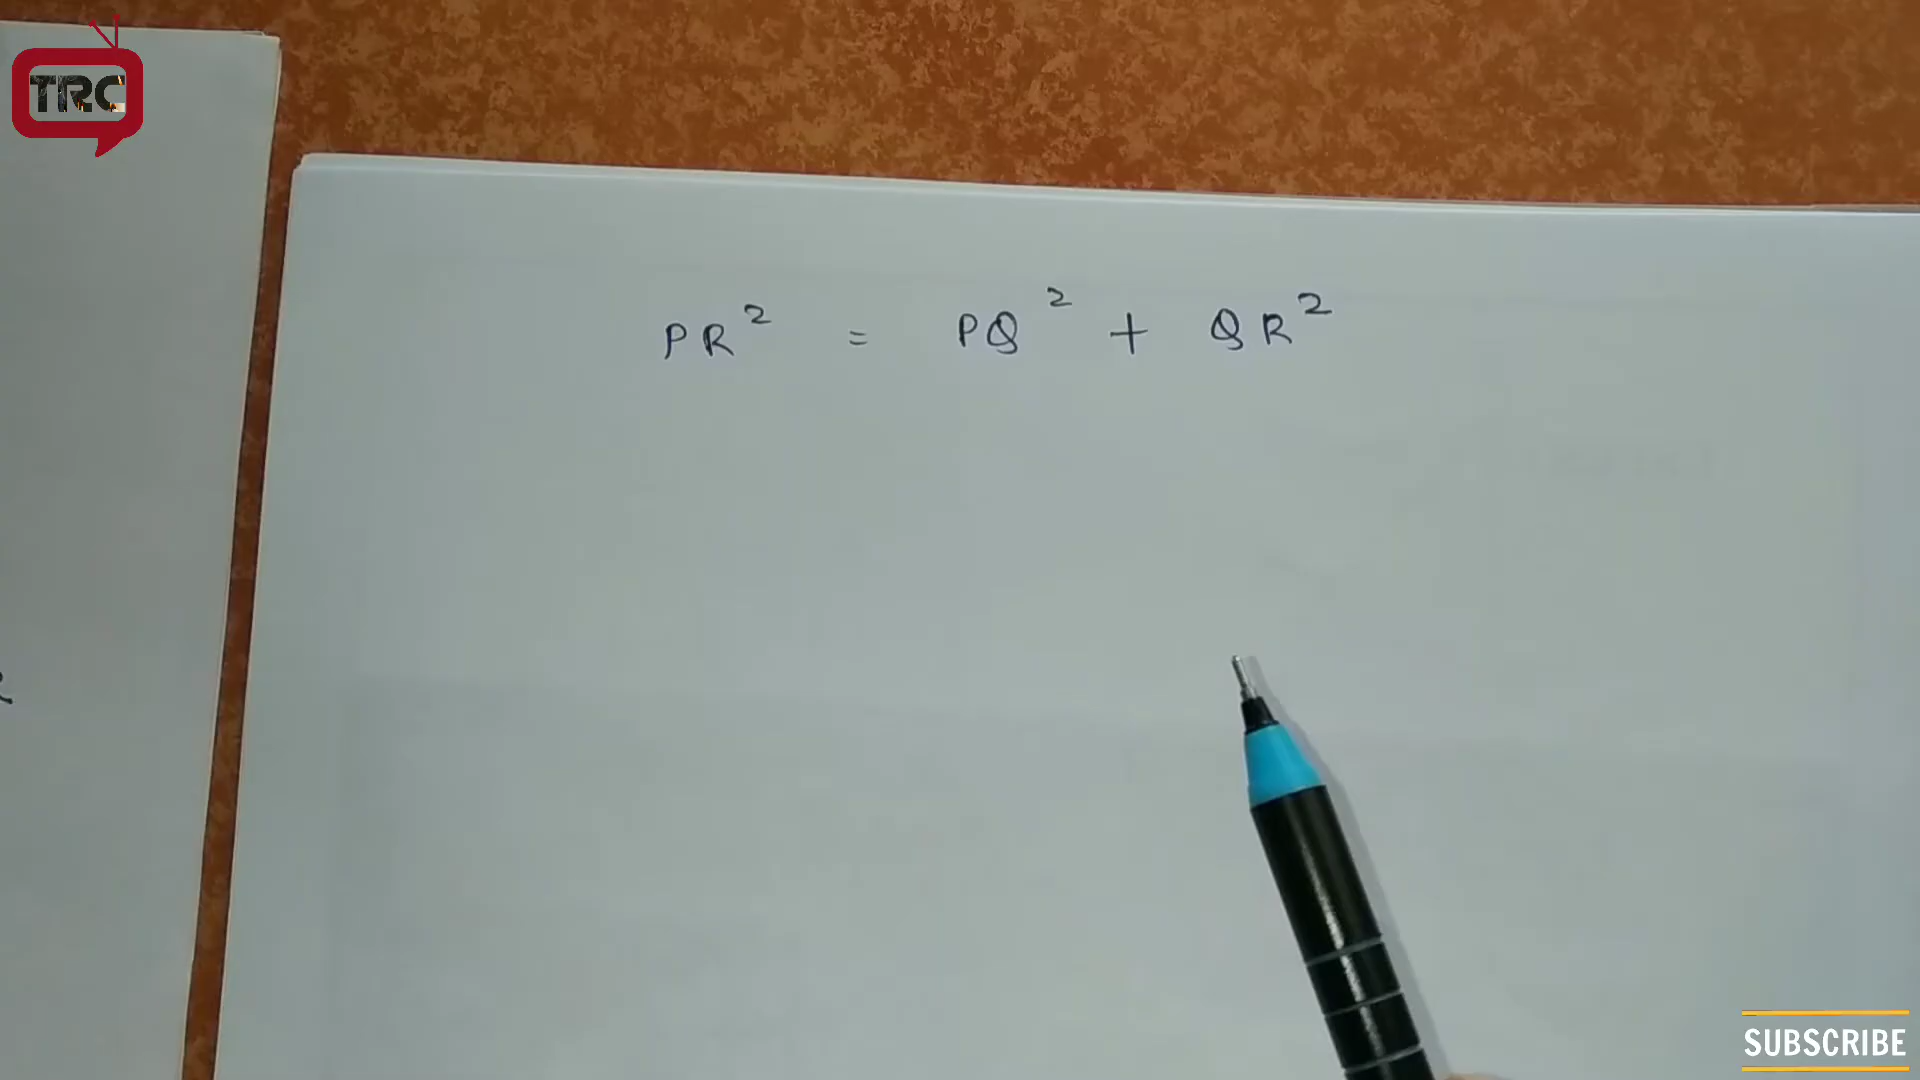 TRC
PR² = PQ² + QR²
SUBSCRIBE